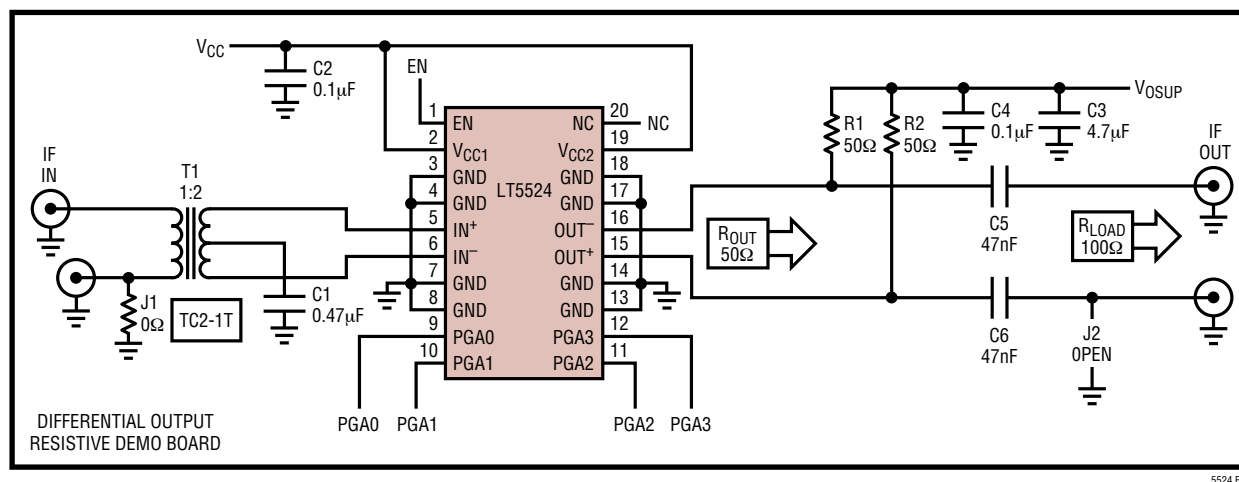 VCC
C2
0.1µF
EN
1
EN
2
VCC1
3
GND
4
GND
5
IN+
6
IN−
7
GND
8
GND
9
PGA0
10
PGA1
LT5524
20
NC
NC
19
VCC2
18
GND
17
GND
16
OUT−
15
OUT+
14
GND
13
GND
12
PGA3
11
PGA2
IF
IN
T1
1:2
J1
0Ω
TC2-1T
C1
0.47µF
PGA0
PGA1
PGA2
PGA3
ROUT
50Ω
R1
50Ω
R2
50Ω
C4
0.1µF
C3
4.7µF
VOSUP
IF
OUT
C5
47nF
RLOAD
100Ω
C6
47nF
J2
OPEN
DIFFERENTIAL OUTPUT
RESISTIVE DEMO BOARD
5524